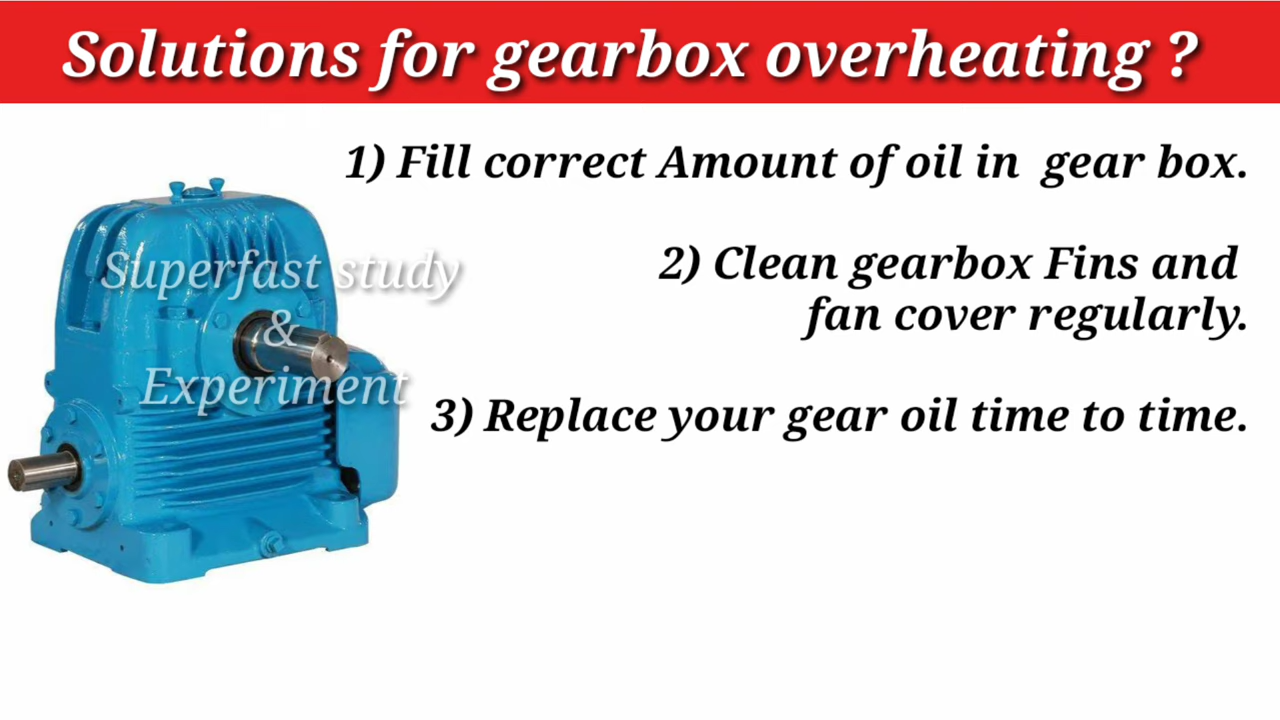 Solutions for gearbox overheating ?
1) Fill correct Amount of oil in gear box.
2) Clean gearbox Fins and
fan cover regularly.
3) Replace your gear oil time to time.
Superfast study
&
Experiment